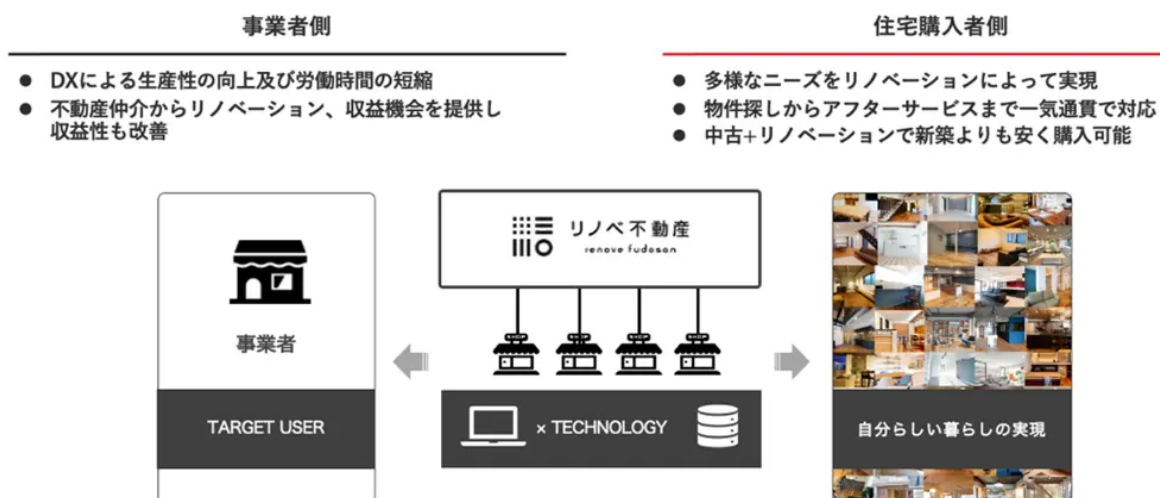 事業者側
● DXによる生産性の向上及び労働時間の短縮
● 不動産仲介からリノベーション、収益機会を提供し
収益性も改善
住宅購入者側
● 多様なニーズをリノベーションによって実現
● 物件探しからアフターサービスまで一気通貫で対応
● 中古+リノベーションで新築よりも安く購入可能
事業者
TARGET USER
リノベ不動産
renove fudosan
SHOP SHOP SHOP SHOP
× TECHNOLOGY
自分らしい暮らしの実現